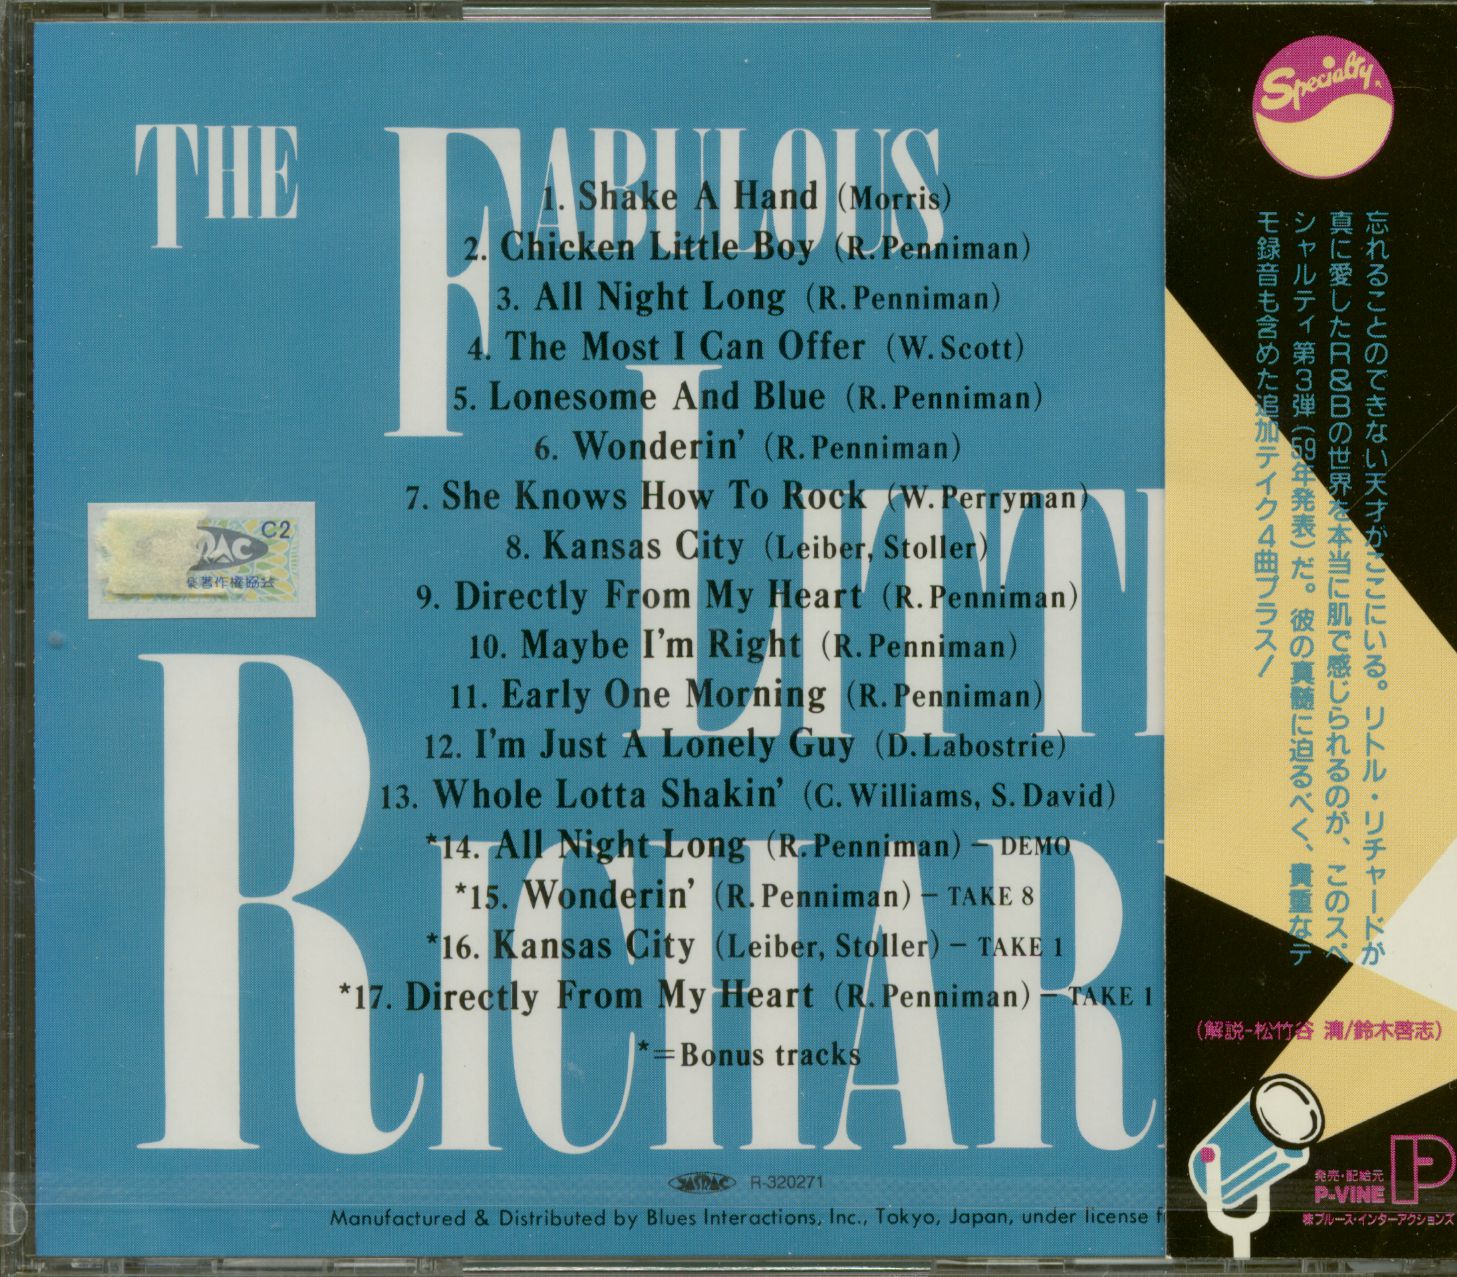 THE FABULOUS
LITT
RICHAR
1. Shake A Hand (Morris)
2. Chicken Little Boy (R. Penniman)
3. All Night Long (R. Penniman)
4. The Most I Can Offer (W. Scott)
5. Lonesome And Blue (R. Penniman)
6. Wonderin' (R. Penniman)
7. She Knows How To Rock (W. Perryman)
8. Kansas City (Leiber, Stoller)
9. Directly From My Heart (R. Penniman)
10. Maybe I'm Right (R. Penniman)
11. Early One Morning (R. Penniman)
12. I'm Just A Lonely Guy (D. Labostrie)
13. Whole Lotta Shakin' (C. Williams, S. David)
*14. All Night Long (R. Penniman) – DEMO
*15. Wonderin' (R. Penniman) – TAKE 8
*16. Kansas City (Leiber, Stoller) – TAKE 1
*17. Directly From My Heart (R. Penniman) – TAKE 1
*=Bonus tracks
C2
著作権協会
JASRAC R-320271
Manufactured & Distributed by Blues Interactions, Inc., Tokyo, Japan, under license f
Specialty
忘れることのできない天才がここにいる。リトル・リチャードが
真に愛したR&Bの世界を本当に肌で感じられるのが、このスペ
シャルティ第3弾(59年発表)だ。彼の真髄に迫るべく、貴重なデ
モ録音も含めた追加テイク4曲プラス!
(解説-松竹谷 清/鈴木啓志)
発売・配給元
P-VINE
ブルース・インターアクションズ